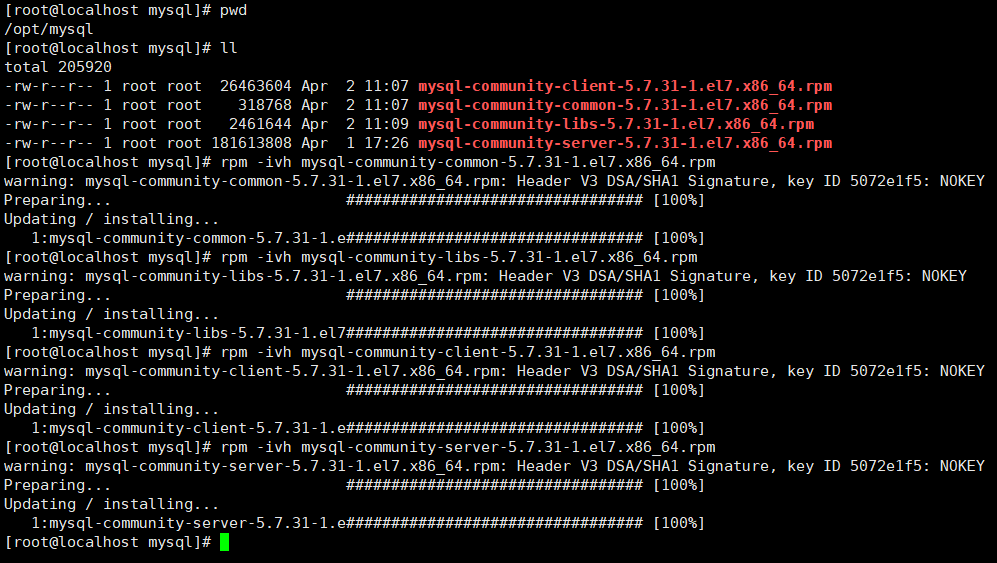 [root@localhost mysql]# pwd
/opt/mysql
[root@localhost mysql]# ll
total 205920
-rw-r--r-- 1 root root  26463604 Apr  2 11:07 mysql-community-client-5.7.31-1.el7.x86_64.rpm
-rw-r--r-- 1 root root    318768 Apr  2 11:07 mysql-community-common-5.7.31-1.el7.x86_64.rpm
-rw-r--r-- 1 root root   2461644 Apr  2 11:09 mysql-community-libs-5.7.31-1.el7.x86_64.rpm
-rw-r--r-- 1 root root 181613808 Apr  1 17:26 mysql-community-server-5.7.31-1.el7.x86_64.rpm
[root@localhost mysql]# rpm -ivh mysql-community-common-5.7.31-1.el7.x86_64.rpm
warning: mysql-community-common-5.7.31-1.el7.x86_64.rpm: Header V3 DSA/SHA1 Signature, key ID 5072e1f5: NOKEY
Preparing...                          ################################# [100%]
Updating / installing...
   1:mysql-community-common-5.7.31-1.e################################# [100%]
[root@localhost mysql]# rpm -ivh mysql-community-libs-5.7.31-1.el7.x86_64.rpm
warning: mysql-community-libs-5.7.31-1.el7.x86_64.rpm: Header V3 DSA/SHA1 Signature, key ID 5072e1f5: NOKEY
Preparing...                          ################################# [100%]
Updating / installing...
   1:mysql-community-libs-5.7.31-1.el7################################# [100%]
[root@localhost mysql]# rpm -ivh mysql-community-client-5.7.31-1.el7.x86_64.rpm
warning: mysql-community-client-5.7.31-1.el7.x86_64.rpm: Header V3 DSA/SHA1 Signature, key ID 5072e1f5: NOKEY
Preparing...                          ################################# [100%]
Updating / installing...
   1:mysql-community-client-5.7.31-1.e################################# [100%]
[root@localhost mysql]# rpm -ivh mysql-community-server-5.7.31-1.el7.x86_64.rpm
warning: mysql-community-server-5.7.31-1.el7.x86_64.rpm: Header V3 DSA/SHA1 Signature, key ID 5072e1f5: NOKEY
Preparing...                          ################################# [100%]
Updating / installing...
   1:mysql-community-server-5.7.31-1.e################################# [100%]
[root@localhost mysql]#